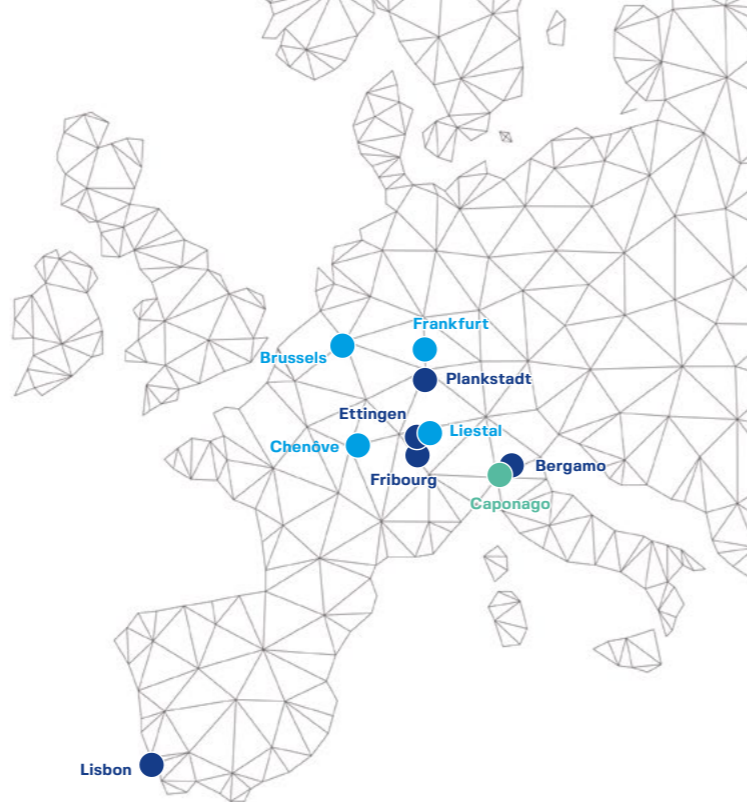 Frankfurt
Brussels
Plankstadt
Ettingen
Liestal
Chenôve
Bergamo
Fribourg
Caponago
Lisbon